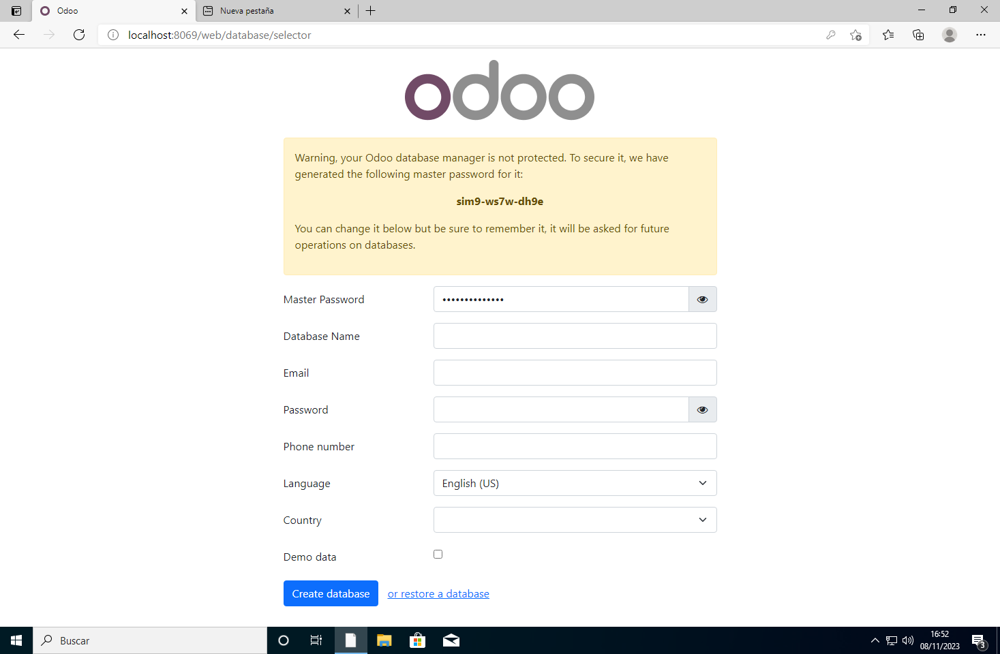 Odoo
Nueva pestaña
localhost:8069/web/database/selector
odoo
Warning, your Odoo database manager is not protected. To secure it, we have
generated the following master password for it:
sim9-ws7w-dh9e
You can change it below but be sure to remember it, it will be asked for future
operations on databases.
Master Password ••••••••••••••
Database Name
Email
Password
Phone number
Language English (US)
Country
Demo data
Create database or restore a database
Buscar
16:52
08/11/2023
3